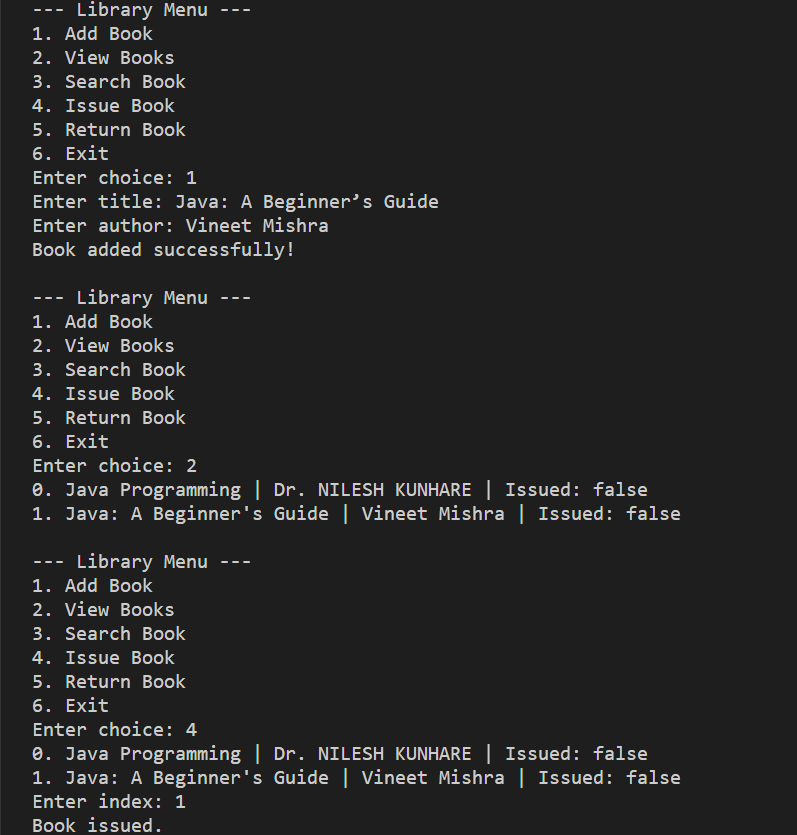 --- Library Menu ---
1. Add Book
2. View Books
3. Search Book
4. Issue Book
5. Return Book
6. Exit
Enter choice: 1
Enter title: Java: A Beginner’s Guide
Enter author: Vineet Mishra
Book added successfully!
--- Library Menu ---
1. Add Book
2. View Books
3. Search Book
4. Issue Book
5. Return Book
6. Exit
Enter choice: 2
0. Java Programming | Dr. NILESH KUNHARE | Issued: false
1. Java: A Beginner's Guide | Vineet Mishra | Issued: false
--- Library Menu ---
1. Add Book
2. View Books
3. Search Book
4. Issue Book
5. Return Book
6. Exit
Enter choice: 4
0. Java Programming | Dr. NILESH KUNHARE | Issued: false
1. Java: A Beginner's Guide | Vineet Mishra | Issued: false
Enter index: 1
Book issued.